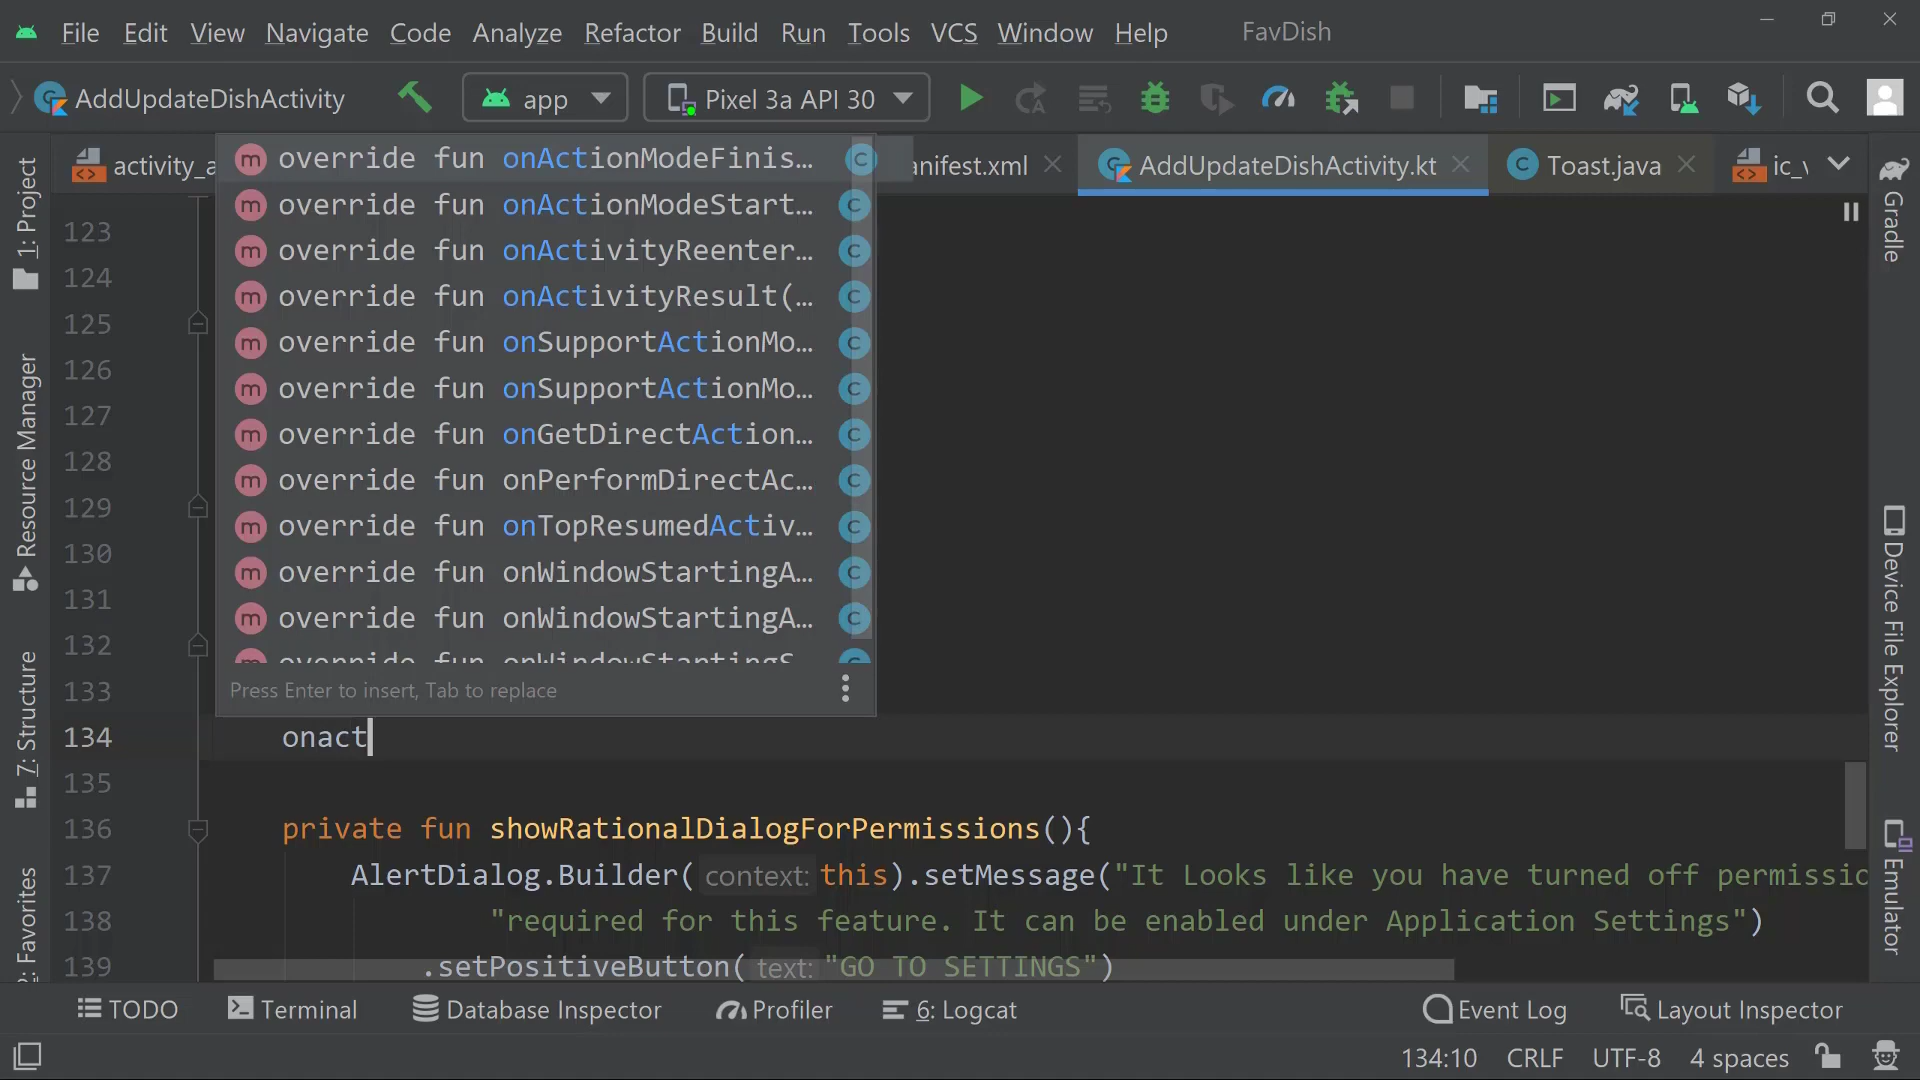 File Edit View Navigate Code Analyze Refactor Build Run Tools VCS Window Help FavDish
AddUpdateDishActivity app Pixel 3a API 30
activity_a anifest.xml AddUpdateDishActivity.kt Toast.java ic_v
override fun onActionModeFinis...
override fun onActionModeStart...
override fun onActivityReenter...
override fun onActivityResult(...
override fun onSupportActionMo...
override fun onSupportActionMo...
override fun onGetDirectAction...
override fun onPerformDirectAc...
override fun onTopResumedActiv...
override fun onWindowStartingA...
override fun onWindowStartingA...
override fun onWindowStartingS
Press Enter to insert, Tab to replace
123
124
125
126
127
128
129
130
131
132
133
134 onact
135
136 private fun showRationalDialogForPermissions(){
137 AlertDialog.Builder( context: this).setMessage("It Looks like you have turned off permissic
138 "required for this feature. It can be enabled under Application Settings")
139 .setPositiveButton( text: "GO TO SETTINGS")
1: Project
Resource Manager
7: Structure
2: Favorites
Gradle
Device File Explorer
Emulator
TODO Terminal Database Inspector Profiler 6: Logcat Event Log Layout Inspector
134:10 CRLF UTF-8 4 spaces